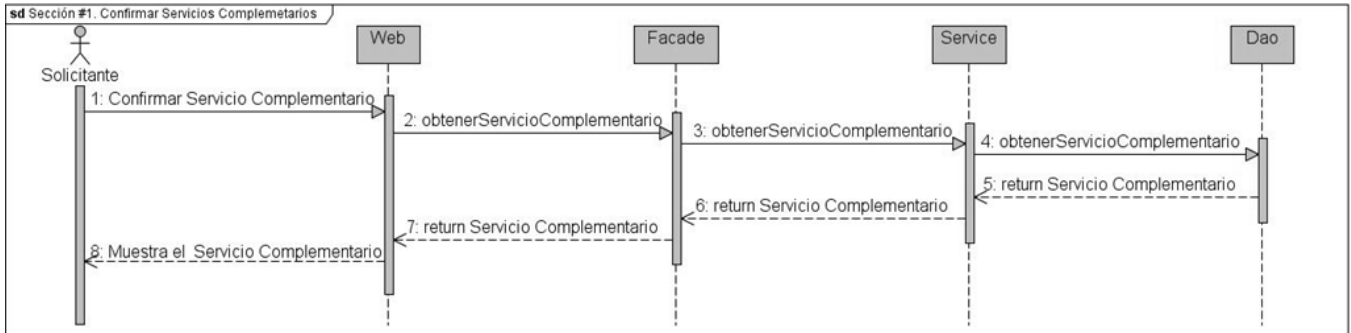 sd Sección #1. Confirmar Servicios Complemetarios
Web
Facade
Service
Dao
Solicitante
1: Confirmar Servicio Complementario
2: obtenerServicioComplementario
3: obtenerServicioComplementario
4: obtenerServicioComplementario
5: return Servicio Complementario
6: return Servicio Complementario
7: return Servicio Complementario
8: Muestra el Servicio Complementario